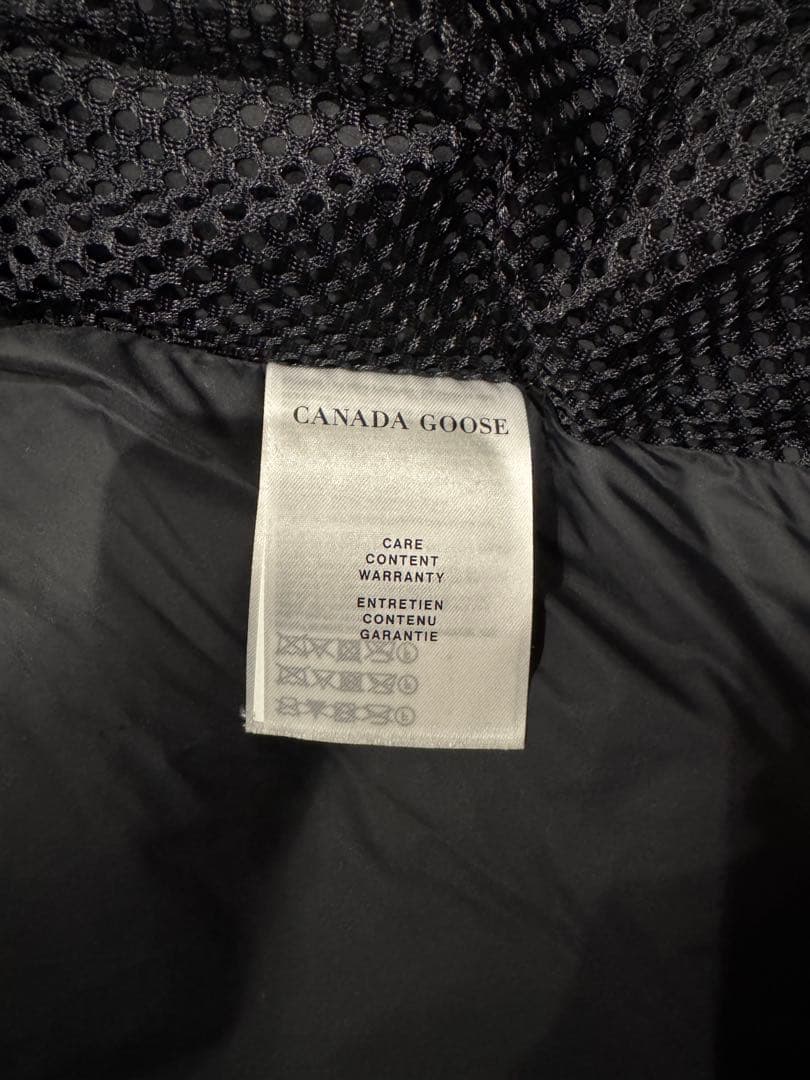 CANADA GOOSE
CARE
CONTENT
WARRANTY
ENTRETIEN
CONTENU
GARANTIE